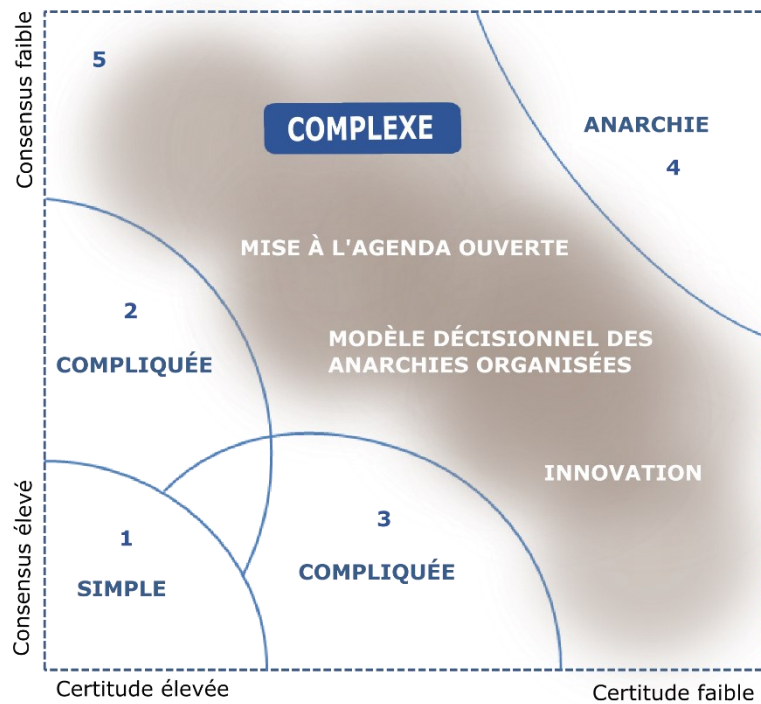 Consensus faible
5
COMPLEXE
ANARCHIE
4
MISE À L'AGENDA OUVERTE
2
COMPLIQUÉE
MODÈLE DÉCISIONNEL DES
ANARCHIES ORGANISÉES
INNOVATION
Consensus élevé
1
SIMPLE
3
COMPLIQUÉE
Certitude élevée
Certitude faible